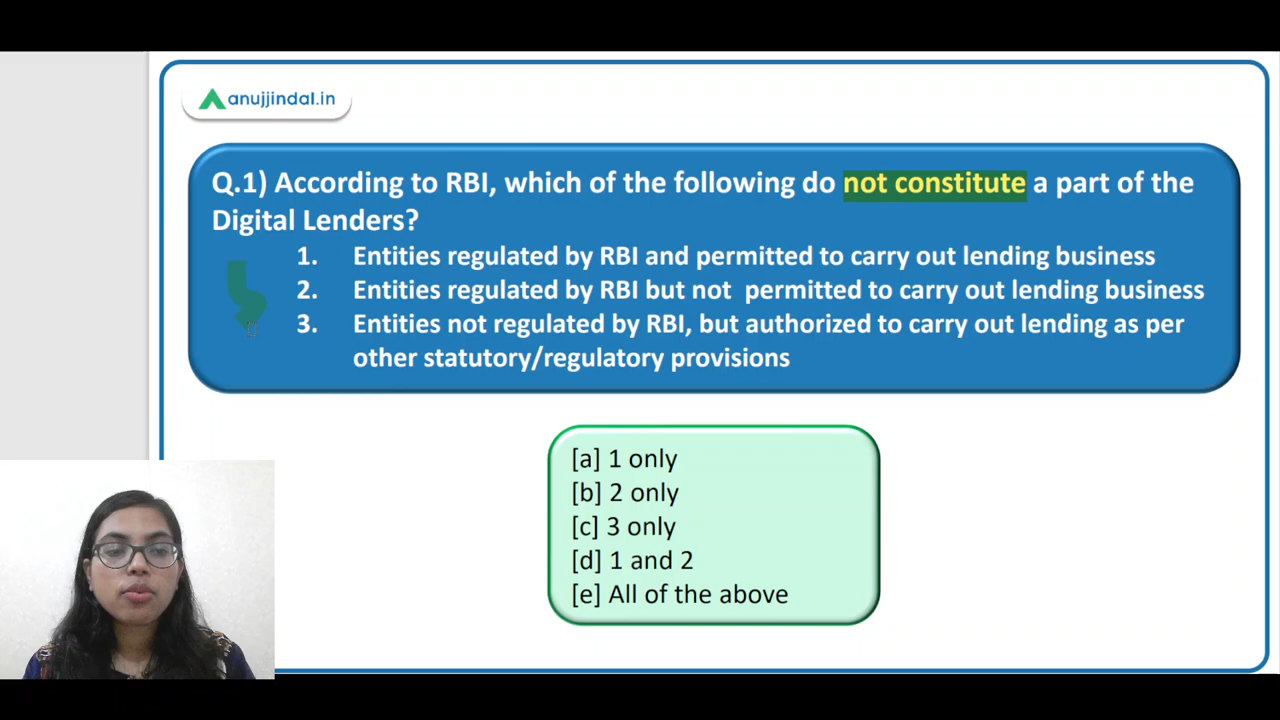 anujjindal.in
Q.1) According to RBI, which of the following do not constitute a part of the
Digital Lenders?
1. Entities regulated by RBI and permitted to carry out lending business
2. Entities regulated by RBI but not permitted to carry out lending business
3. Entities not regulated by RBI, but authorized to carry out lending as per
other statutory/regulatory provisions
[a] 1 only
[b] 2 only
[c] 3 only
[d] 1 and 2
[e] All of the above